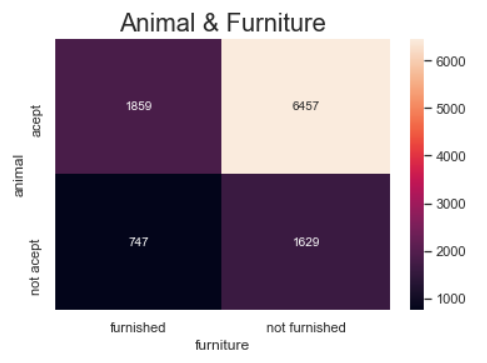 Animal & Furniture
animal
acept
not acept
1859
6457
747
1629
furnished
not furnished
furniture
6000
5000
4000
3000
2000
1000